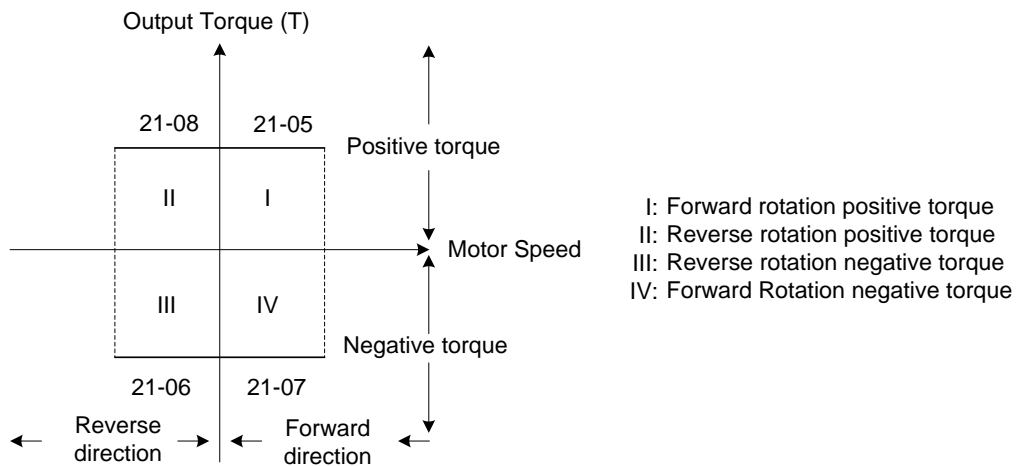 Output Torque (T)
21-08
21-05
Positive torque
II
I
Motor Speed
III
IV
Negative torque
21-06
21-07
Reverse
direction
Forward
direction
I: Forward rotation positive torque
II: Reverse rotation positive torque
III: Reverse rotation negative torque
IV: Forward Rotation negative torque